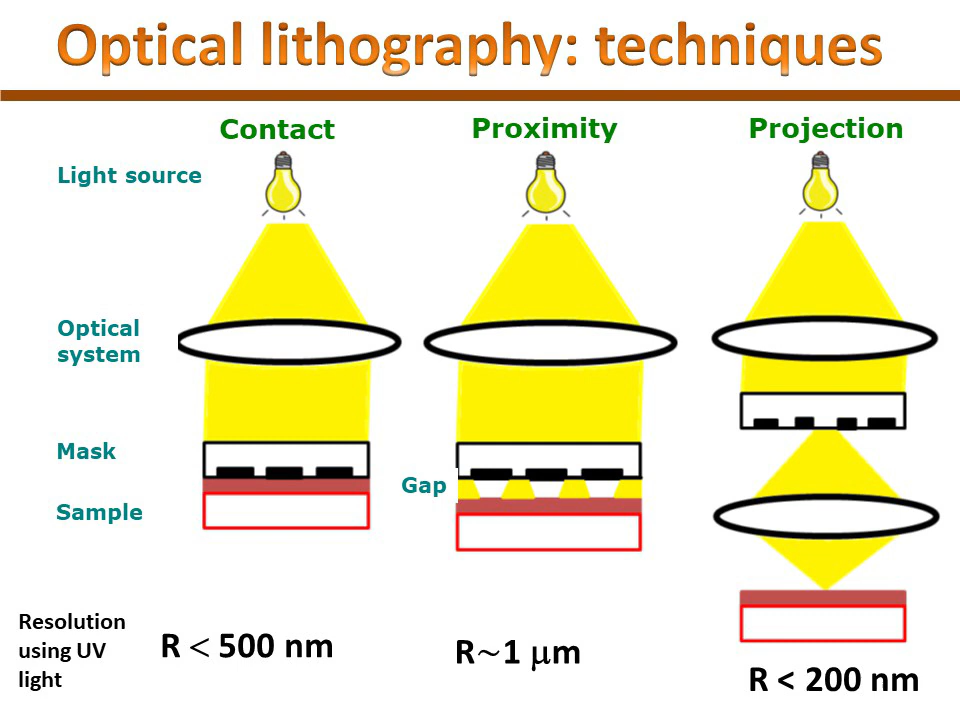 Optical lithography: techniques
Contact
Proximity
Projection
Light source
Optical
system
Mask
Gap
Sample
Resolution
using UV
light
R < 500 nm
R~1 μm
R < 200 nm